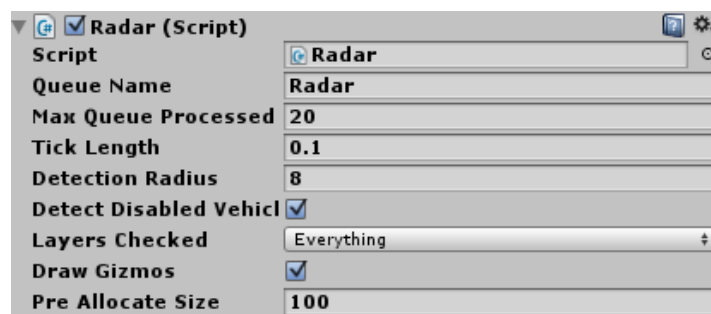 Radar (Script)
Script Radar
Queue Name Radar
Max Queue Processed 20
Tick Length 0.1
Detection Radius 8
Detect Disabled Vehicl
Layers Checked Everything
Draw Gizmos
Pre Allocate Size 100